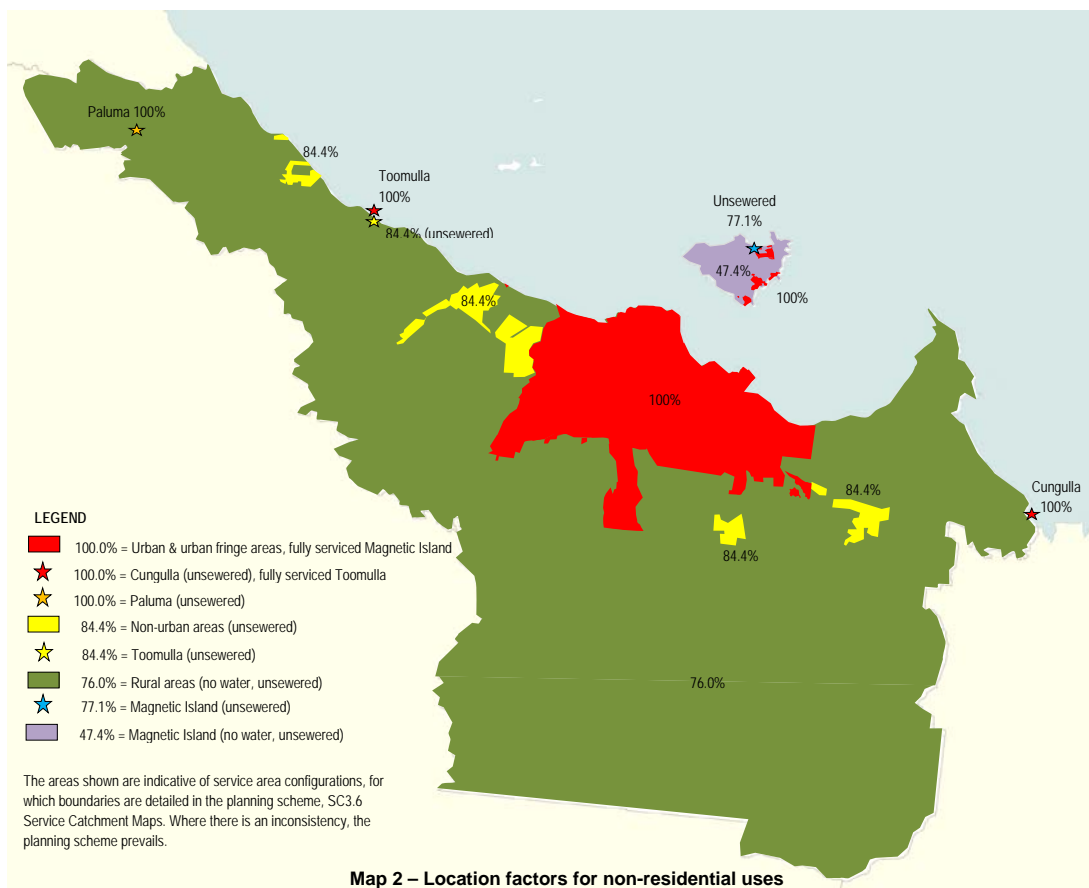 Paluma 100%
84.4%
Toomulla
100%
84.4% (unsewered)
Unsewered
77.1%
47.4%
100%
84.4%
100%
84.4%
Cungulla
100%
84.4%
76.0%
LEGEND
100.0% = Urban & urban fringe areas, fully serviced Magnetic Island
100.0% = Cungulla (unsewered), fully serviced Toomulla
100.0% = Paluma (unsewered)
84.4% = Non-urban areas (unsewered)
84.4% = Toomulla (unsewered)
76.0% = Rural areas (no water, unsewered)
77.1% = Magnetic Island (unsewered)
47.4% = Magnetic Island (no water, unsewered)
The areas shown are indicative of service area configurations, for
which boundaries are detailed in the planning scheme, SC3.6
Service Catchment Maps. Where there is an inconsistency, the
planning scheme prevails.
Map 2 – Location factors for non-residential uses